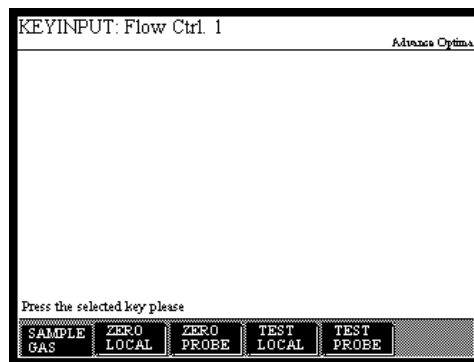 KEYINPUT: Flow Ctrl. 1
Advance Optima
Press the selected key please
SAMPLE GAS
ZERO LOCAL
ZERO PROBE
TEST LOCAL
TEST PROBE